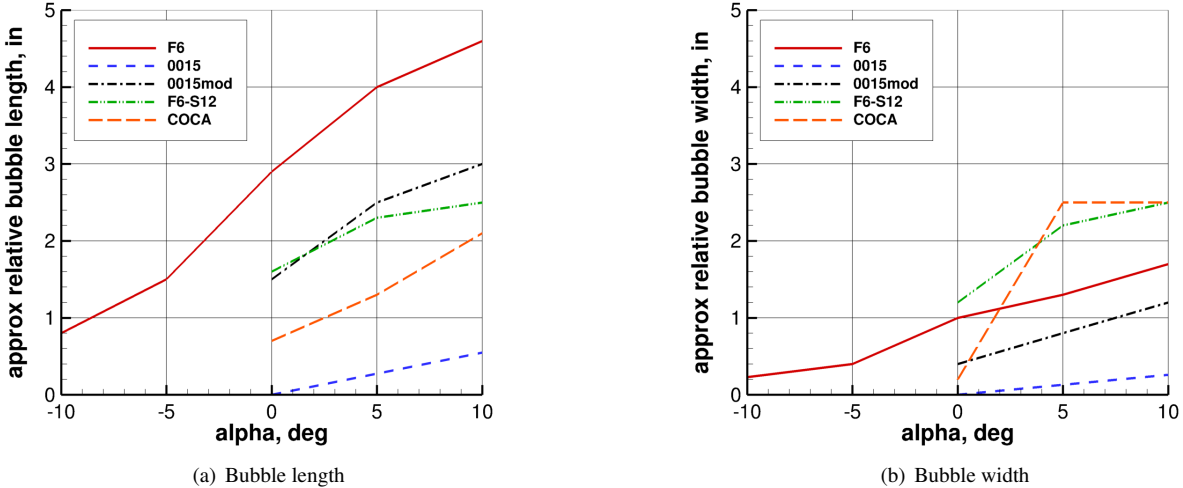 approx relative bubble length, in
5
4
3
2
1
0
F6
0015
0015mod
F6-S12
COCA
-10
-5
0
5
10
alpha, deg
(a) Bubble length
approx relative bubble width, in
5
4
3
2
1
0
F6
0015
0015mod
F6-S12
COCA
-10
-5
0
5
10
alpha, deg
(b) Bubble width